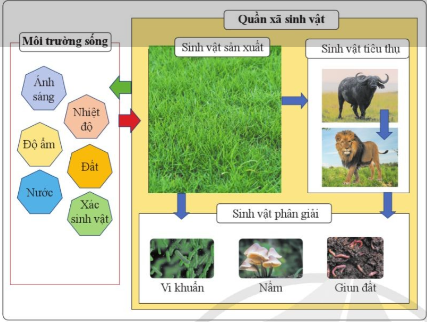 Quần xã sinh vật
Môi trường sống
Sinh vật sản xuất
Sinh vật tiêu thụ
Ánh
sáng
Nhiệt
độ
Độ ẩm
Đất
Nước
Xác
sinh vật
Sinh vật phân giải
Vi khuẩn
Nấm
Giun đất